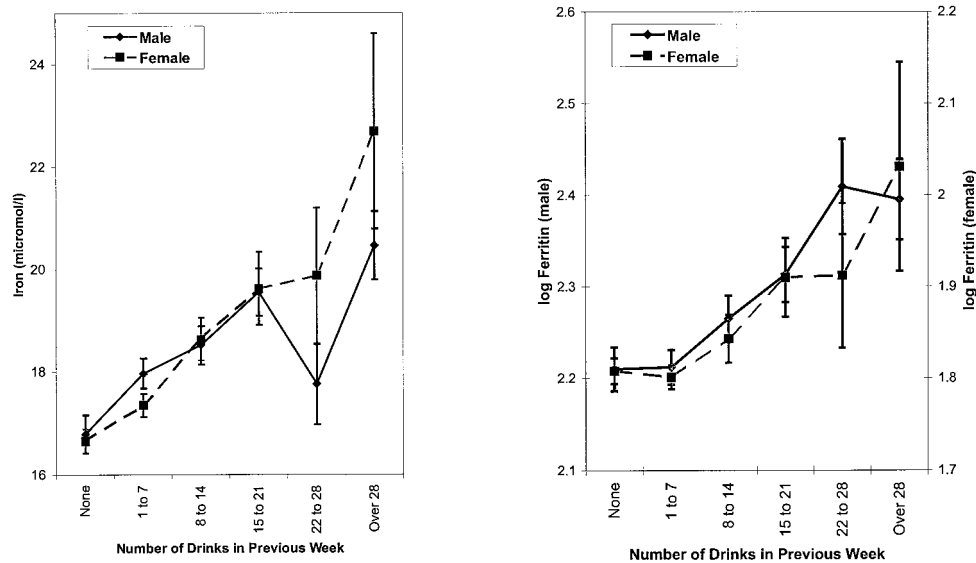 Male
Female
24
22
20
18
16
Iron (micromol/l)
None
1 to 7
8 to 14
15 to 21
22 to 28
Over 28
Number of Drinks in Previous Week
Male
Female
2.6
2.5
2.4
2.3
2.2
2.1
log Ferritin (male)
2.2
2.1
2
1.9
1.8
1.7
log Ferritin (female)
None
1 to 7
8 to 14
15 to 21
22 to 28
Over 28
Number of Drinks in Previous Week